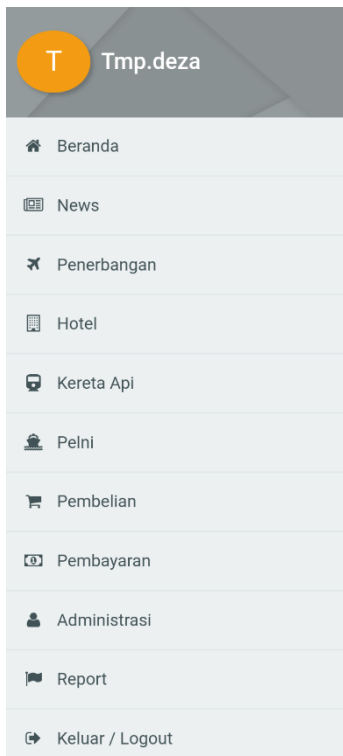 T
Tmp.deza
Beranda
News
Penerbangan
Hotel
Kereta Api
Pelni
Pembelian
Pembayaran
Administrasi
Report
Keluar / Logout